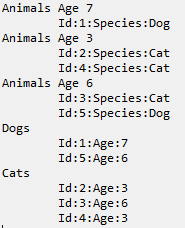 Animals Age 7
Id:1:Species:Dog
Animals Age 3
Id:2:Species:Cat
Id:4:Species:Cat
Animals Age 6
Id:3:Species:Cat
Id:5:Species:Dog
Dogs
Id:1:Age:7
Id:5:Age:6
Cats
Id:2:Age:3
Id:3:Age:6
Id:4:Age:3